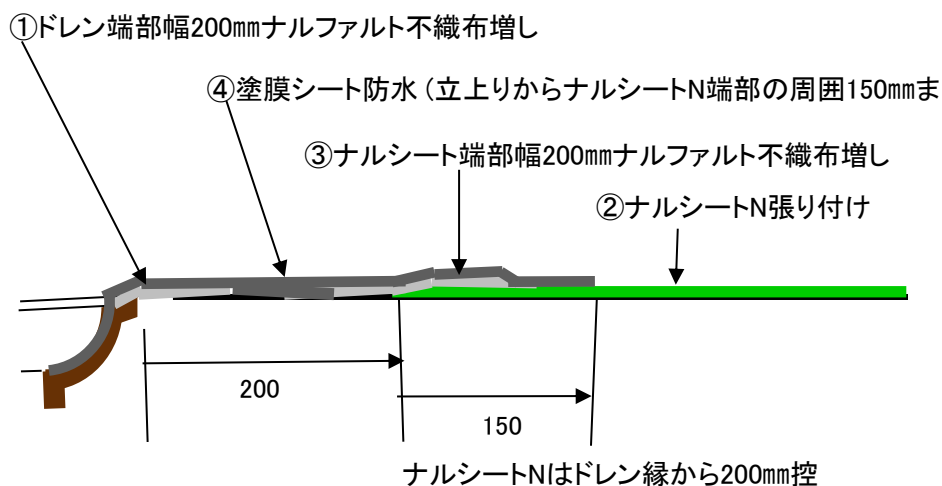 ①ドレン端部幅200㎜ナルファルト不織布増し
④塗膜シート防水（立上りからナルシートN端部の周囲150㎜ま
③ナルシート端部幅200㎜ナルファルト不織布増し
②ナルシートN張り付け
200
150
ナルシートNはドレン縁から200㎜控